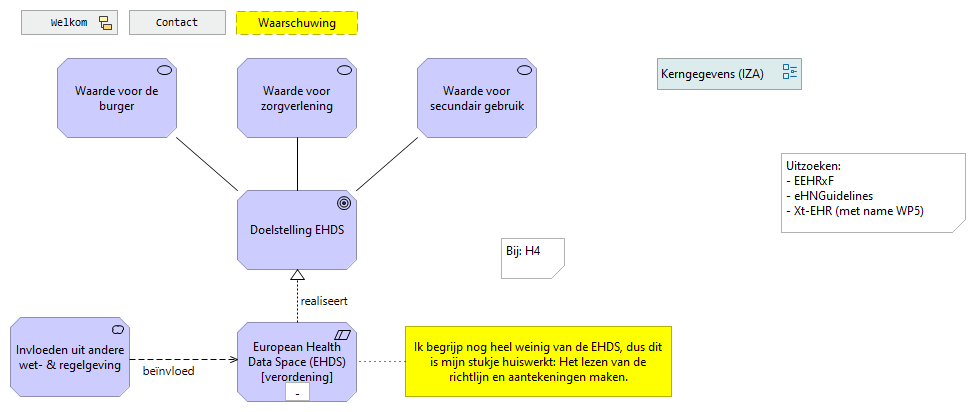 Welkom
Contact
Waarschuwing
Waarde voor de
burger
Waarde voor
zorgverlening
Waarde voor
secundair gebruik
Kerngegevens (IZA)
Uitzoeken:
- EEHRxF
- eHNGuidelines
- Xt-EHR (met name WP5)
Doelstelling EHDS
Bij: H4
realiseert
Invloeden uit andere
wet- & regelgeving
beïnvloed
European Health
Data Space (EHDS)
[verordening]
-
Ik begrijp nog heel weinig van de EHDS, dus dit
is mijn stukje huiswerkt: Het lezen van de
richtlijn en aantekeningen maken.